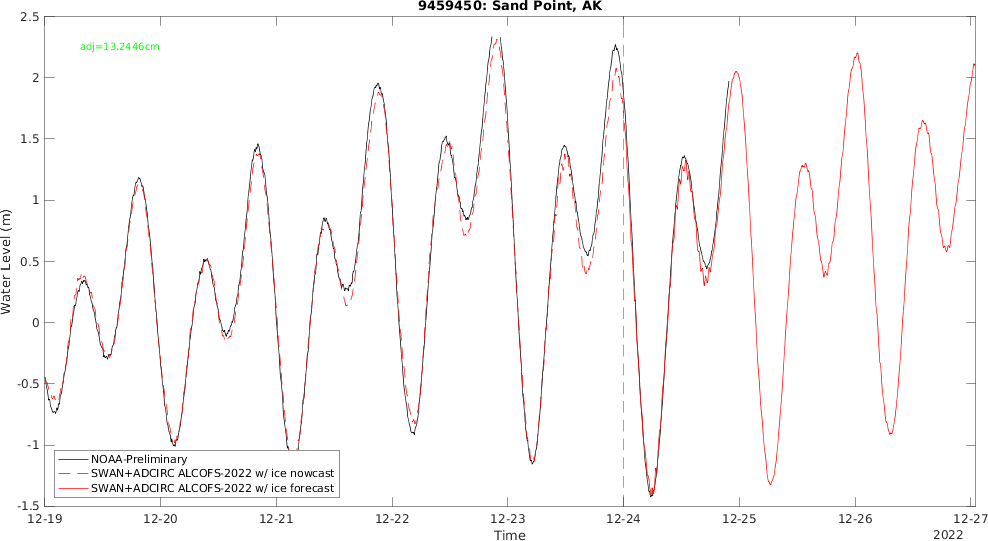 9459450: Sand Point, AK
adj=13.2446cm
2.5
2
1.5
1
0.5
0
-0.5
-1
-1.5
Water Level (m)
NOAA-Preliminary
SWAN+ADCIRC ALCOFS-2022 w/ ice nowcast
SWAN+ADCIRC ALCOFS-2022 w/ ice forecast
12-19 12-20 12-21 12-22 12-23 12-24 12-25 12-26 12-27
Time
2022